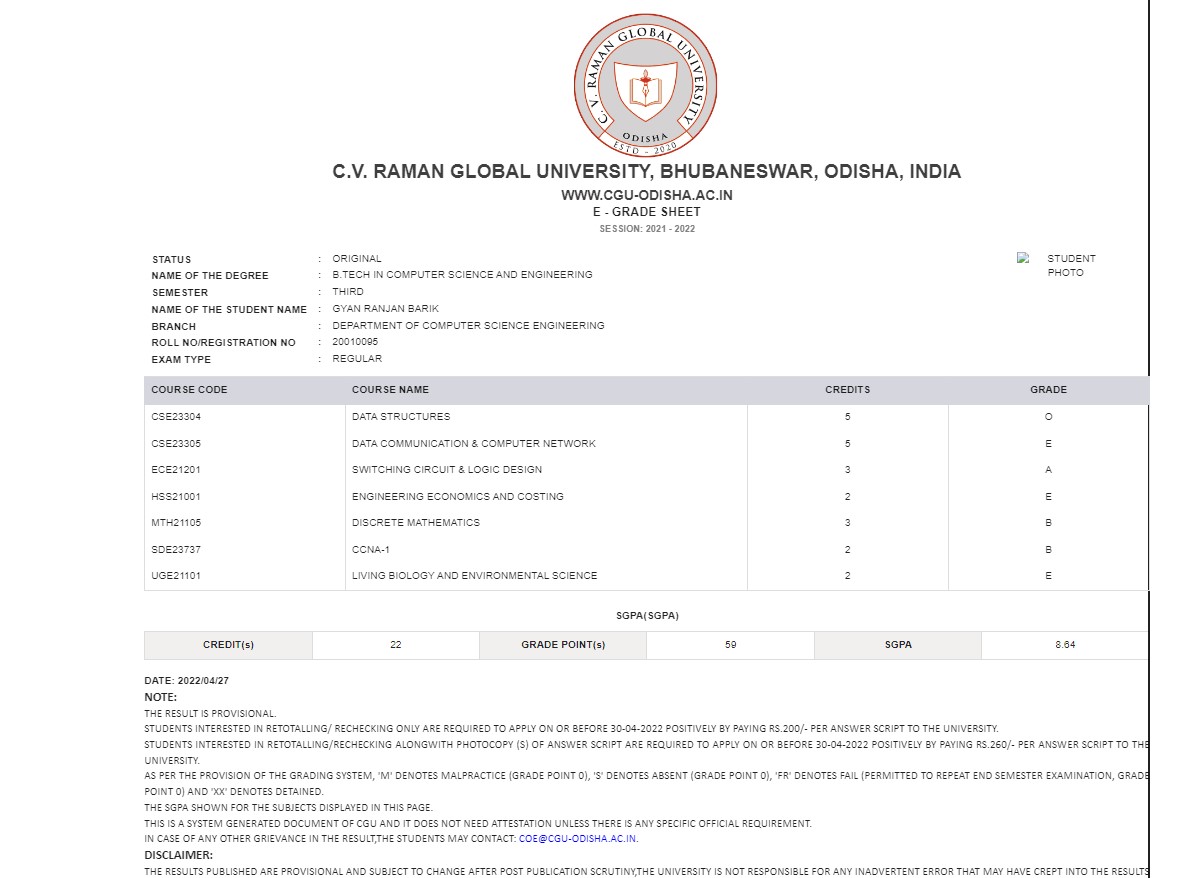 C. V. RAMAN GLOBAL UNIVERSITY
ODISHA
ESTD - 2020
C.V. RAMAN GLOBAL UNIVERSITY, BHUBANESWAR, ODISHA, INDIA
WWW.CGU-ODISHA.AC.IN
E - GRADE SHEET
SESSION: 2021 - 2022
STATUS : ORIGINAL
NAME OF THE DEGREE : B.TECH IN COMPUTER SCIENCE AND ENGINEERING
SEMESTER : THIRD
NAME OF THE STUDENT NAME : GYAN RANJAN BARIK
BRANCH : DEPARTMENT OF COMPUTER SCIENCE ENGINEERING
ROLL NO/REGISTRATION NO : 20010095
EXAM TYPE : REGULAR
STUDENT
PHOTO
COURSE CODE COURSE NAME CREDITS GRADE
CSE23304 DATA STRUCTURES 5 O
CSE23305 DATA COMMUNICATION & COMPUTER NETWORK 5 E
ECE21201 SWITCHING CIRCUIT & LOGIC DESIGN 3 A
HSS21001 ENGINEERING ECONOMICS AND COSTING 2 E
MTH21105 DISCRETE MATHEMATICS 3 B
SDE23737 CCNA-1 2 B
UGE21101 LIVING BIOLOGY AND ENVIRONMENTAL SCIENCE 2 E
SGPA(SGPA)
CREDIT(s) 22 GRADE POINT(s) 59 SGPA 8.64
DATE: 2022/04/27
NOTE:
THE RESULT IS PROVISIONAL.
STUDENTS INTERESTED IN RETOTALLING/ RECHECKING ONLY ARE REQUIRED TO APPLY ON OR BEFORE 30-04-2022 POSITIVELY BY PAYING RS.200/- PER ANSWER SCRIPT TO THE UNIVERSITY.
STUDENTS INTERESTED IN RETOTALLING/RECHECKING ALONGWITH PHOTOCOPY (S) OF ANSWER SCRIPT ARE REQUIRED TO APPLY ON OR BEFORE 30-04-2022 POSITIVELY BY PAYING RS.260/- PER ANSWER SCRIPT TO THE
UNIVERSITY.
AS PER THE PROVISION OF THE GRADING SYSTEM, 'M' DENOTES MALPRACTICE (GRADE POINT 0), 'S' DENOTES ABSENT (GRADE POINT 0), 'FR' DENOTES FAIL (PERMITTED TO REPEAT END SEMESTER EXAMINATION, GRADE
POINT 0) AND 'XX' DENOTES DETAINED.
THE SGPA SHOWN FOR THE SUBJECTS DISPLAYED IN THIS PAGE.
THIS IS A SYSTEM GENERATED DOCUMENT OF CGU AND IT DOES NOT NEED ATTESTATION UNLESS THERE IS ANY SPECIFIC OFFICIAL REQUIREMENT.
IN CASE OF ANY OTHER GRIEVANCE IN THE RESULT,THE STUDENTS MAY CONTACT: COE@CGU-ODISHA.AC.IN.
DISCLAIMER:
THE RESULTS PUBLISHED ARE PROVISIONAL AND SUBJECT TO CHANGE AFTER POST PUBLICATION SCRUTINY,THE UNIVERSITY IS NOT RESPONSIBLE FOR ANY INADVERTENT ERROR THAT MAY HAVE CREPT INTO THE RESULTS